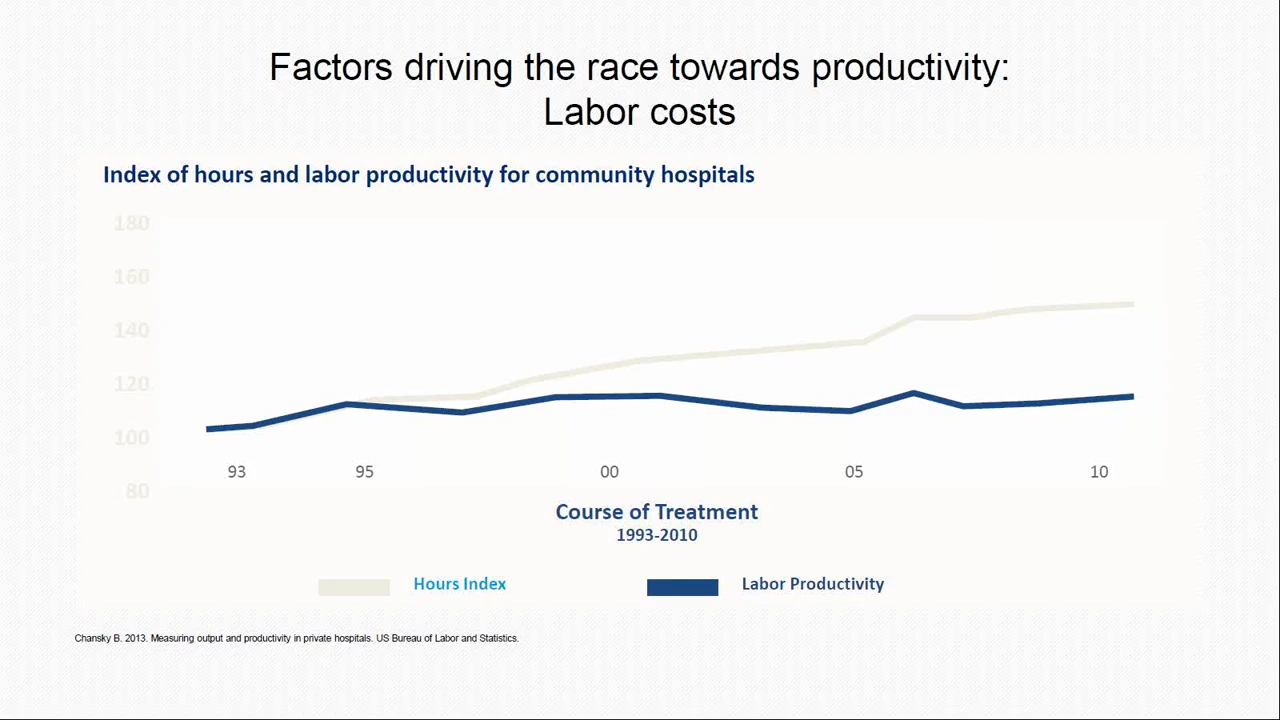 Factors driving the race towards productivity:
Labor costs
Index of hours and labor productivity for community hospitals
180
160
140
120
100
80
93 95 00 05 10
Course of Treatment
1993-2010
Hours Index Labor Productivity
Chansky B. 2013. Measuring output and productivity in private hospitals. US Bureau of Labor and Statistics.